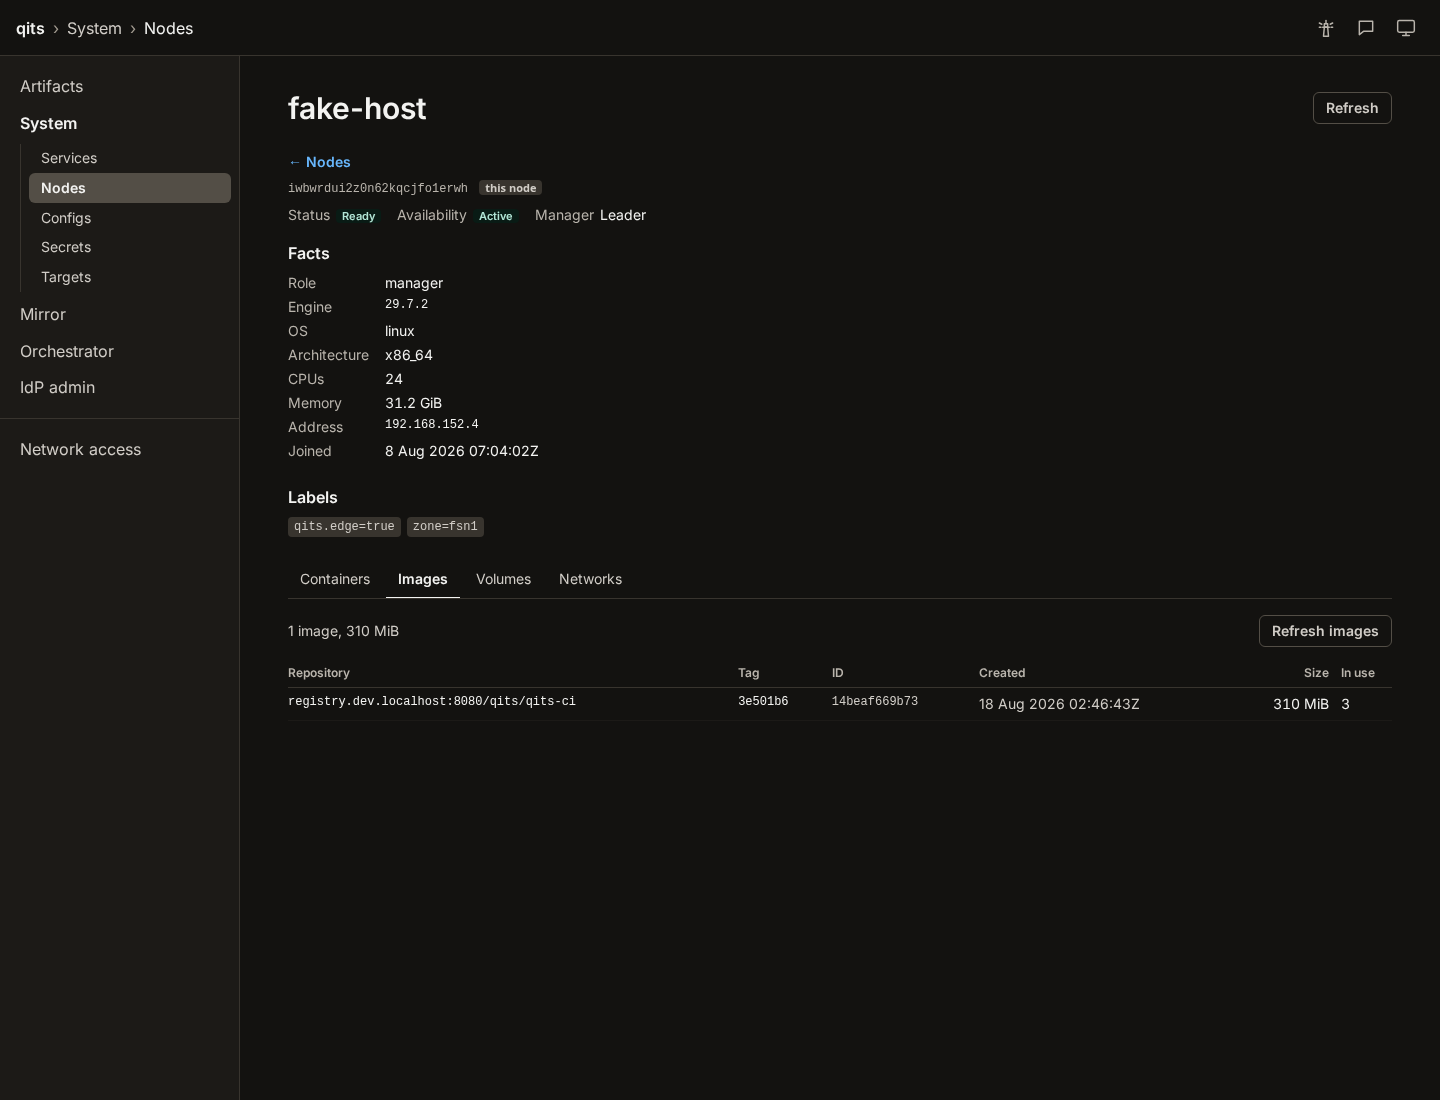 qits › System › Nodes
Artifacts
System
Services
Nodes
Configs
Secrets
Targets
Mirror
Orchestrator
IdP admin
Network access
fake-host
Refresh
← Nodes
iwbwrdui2z0n62kqcjfo1erwh this node
Status Ready Availability Active Manager Leader
Facts
Role manager
Engine 29.7.2
OS linux
Architecture x86_64
CPUs 24
Memory 31.2 GiB
Address 192.168.152.4
Joined 8 Aug 2026 07:04:02Z
Labels
qits.edge=true zone=fsn1
Containers Images Volumes Networks
1 image, 310 MiB
Refresh images
Repository Tag ID Created Size In use
registry.dev.localhost:8080/qits/qits-ci 3e501b6 14beaf669b73 18 Aug 2026 02:46:43Z 310 MiB 3